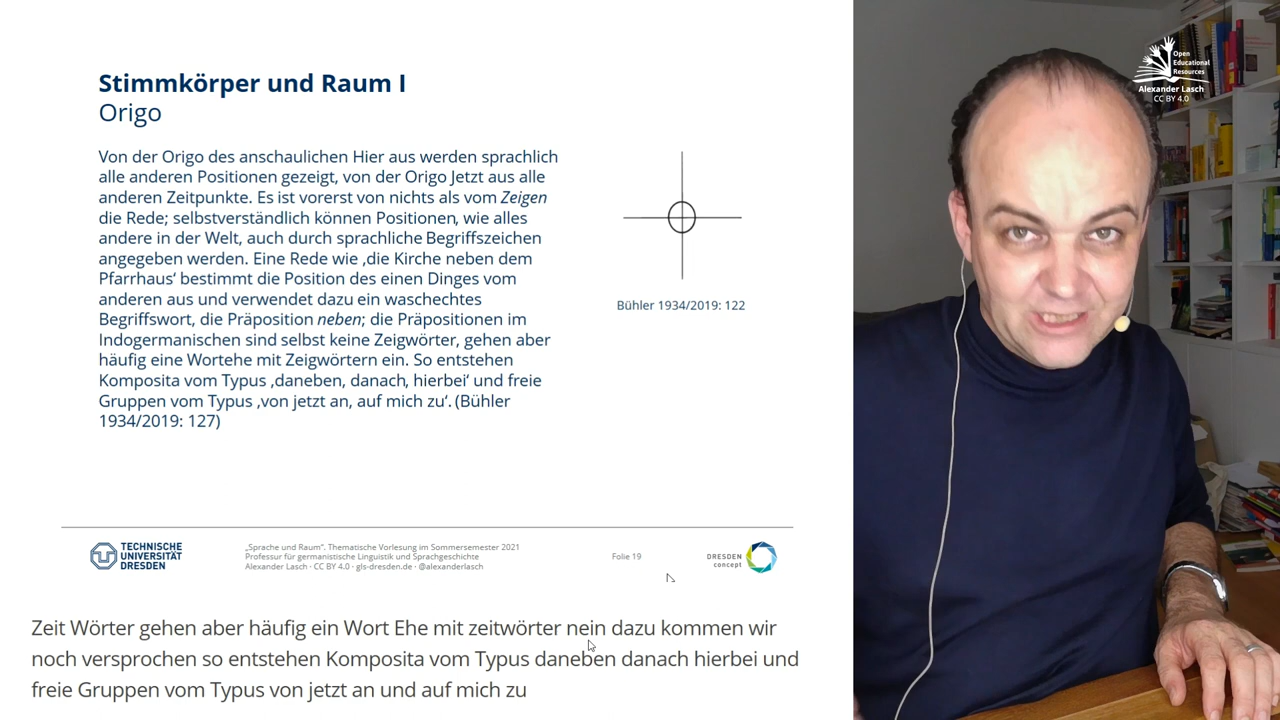 Stimmkörper und Raum I
Origo
Von der Origo des anschaulichen Hier aus werden sprachlich
alle anderen Positionen gezeigt, von der Origo Jetzt aus alle
anderen Zeitpunkte. Es ist vorerst von nichts als vom Zeigen
die Rede; selbstverständlich können Positionen, wie alles
andere in der Welt, auch durch sprachliche Begriffszeichen
angegeben werden. Eine Rede wie ‚die Kirche neben dem
Pfarrhaus‘ bestimmt die Position des einen Dinges vom
anderen aus und verwendet dazu ein waschechtes
Begriffswort, die Präposition neben; die Präpositionen im
Indogermanischen sind selbst keine Zeigwörter, gehen aber
häufig eine Wortehe mit Zeigwörtern ein. So entstehen
Komposita vom Typus ‚daneben, danach, hierbei‘ und freie
Gruppen vom Typus ‚von jetzt an, auf mich zu‘. (Bühler
1934/2019: 127)
Bühler 1934/2019: 122
TECHNISCHE
UNIVERSITÄT
DRESDEN
„Sprache und Raum“. Thematische Vorlesung im Sommersemester 2021
Professur für germanistische Linguistik und Sprachgeschichte
Alexander Lasch · CC BY 4.0 · gls-dresden.de · @alexanderlasch
Folie 19
DRESDEN
concept
Zeit Wörter gehen aber häufig ein Wort Ehe mit zeitwörter nein dazu kommen wir
noch versprochen so entstehen Komposita vom Typus daneben danach hierbei und
freie Gruppen vom Typus von jetzt an und auf mich zu
Open
Educational
Resources
Alexander Lasch
CC BY 4.0